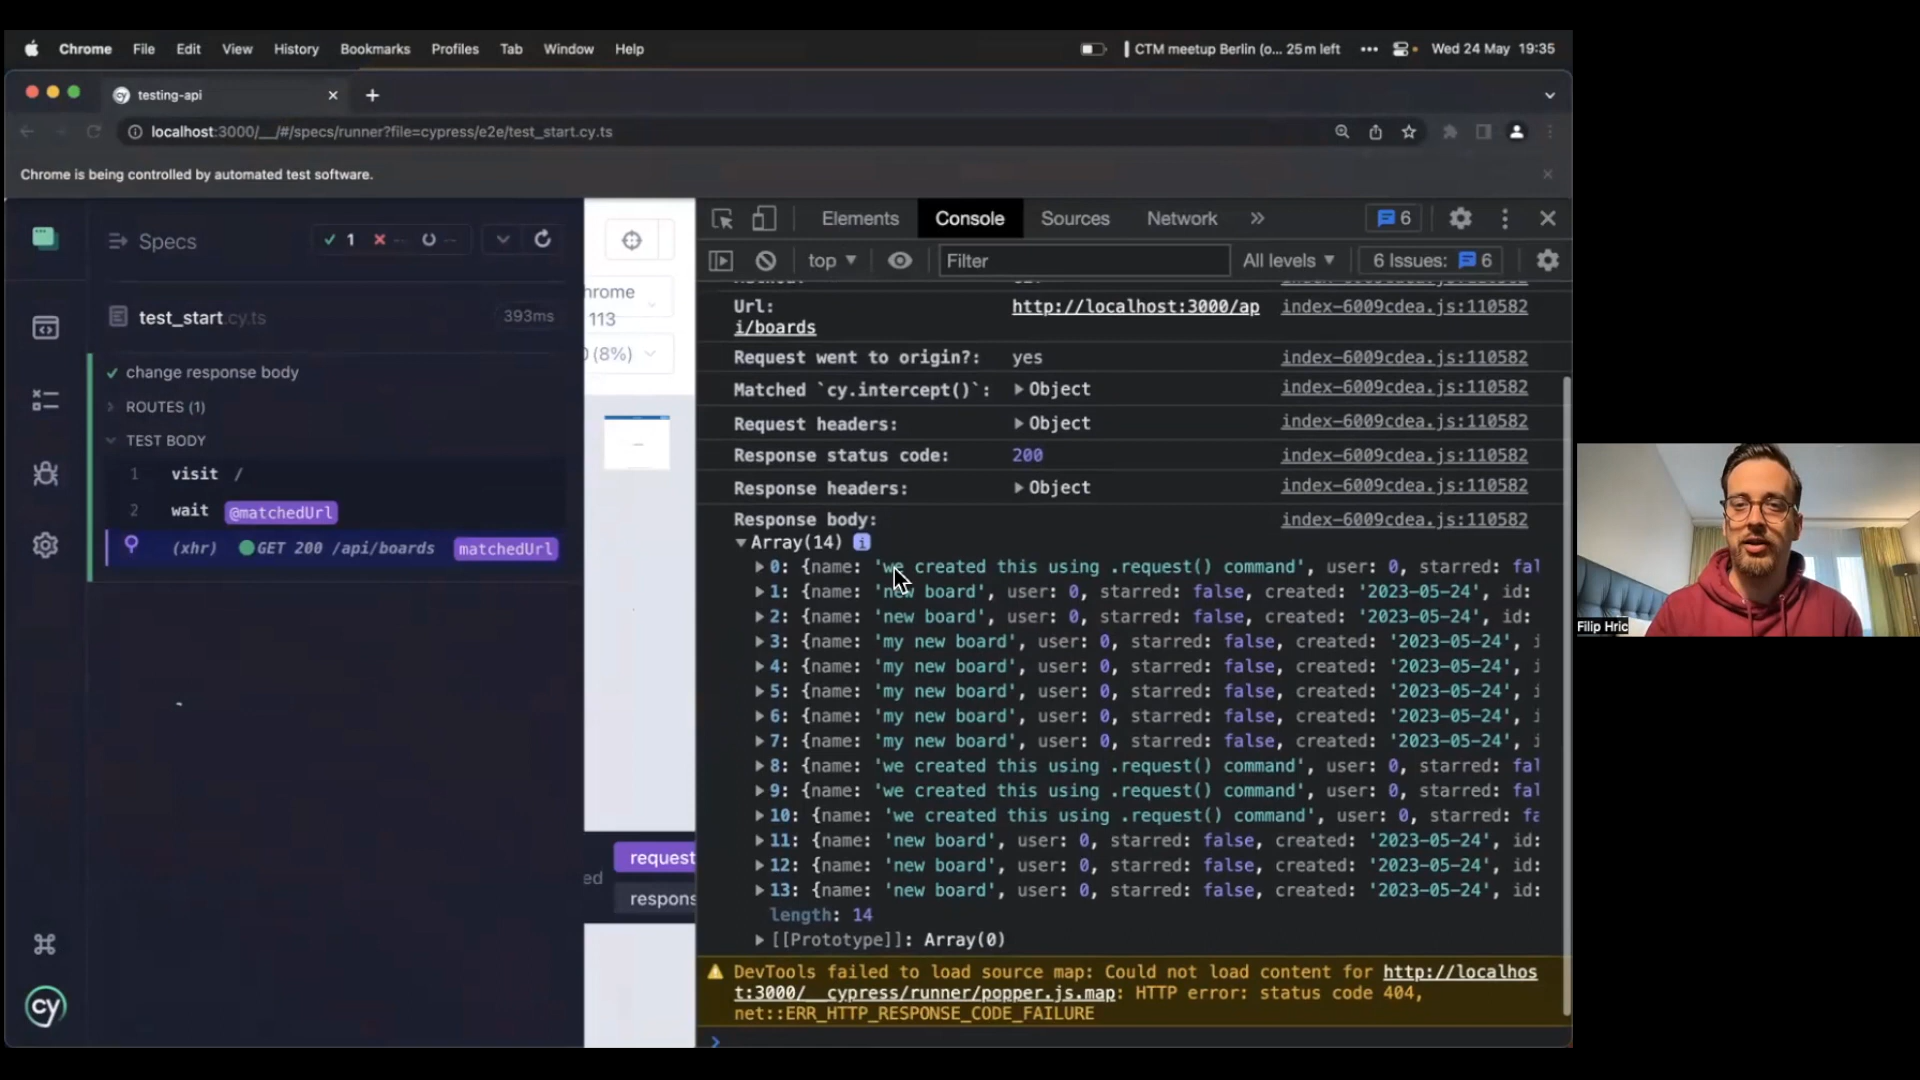 Chrome File Edit View History Bookmarks Profiles Tab Window Help
CTM meetup Berlin (o... 25m left ••• Wed 24 May 19:35
testing-api
localhost:3000/__/#/specs/runner?file=cypress/e2e/test_start.cy.ts
Chrome is being controlled by automated test software.
Specs
1 -- --
test_start.cy.ts 393ms
change response body
ROUTES (1)
TEST BODY
1 visit /
2 wait @matchedUrl
(xhr) GET 200 /api/boards matchedUrl
cy
hrome
113
(8%)
ed
request
respons
Elements Console Sources Network » 6
top Filter All levels 6 Issues: 6
Url: http://localhost:3000/ap index-6009cdea.js:110582
i/boards
Request went to origin?: yes index-6009cdea.js:110582
Matched `cy.intercept()`: Object index-6009cdea.js:110582
Request headers: Object index-6009cdea.js:110582
Response status code: 200 index-6009cdea.js:110582
Response headers: Object index-6009cdea.js:110582
Response body: index-6009cdea.js:110582
Array(14) i
0: {name: 'we created this using .request() command', user: 0, starred: fal
1: {name: 'new board', user: 0, starred: false, created: '2023-05-24', id:
2: {name: 'new board', user: 0, starred: false, created: '2023-05-24', id:
3: {name: 'my new board', user: 0, starred: false, created: '2023-05-24', i
4: {name: 'my new board', user: 0, starred: false, created: '2023-05-24', i
5: {name: 'my new board', user: 0, starred: false, created: '2023-05-24', i
6: {name: 'my new board', user: 0, starred: false, created: '2023-05-24', i
7: {name: 'my new board', user: 0, starred: false, created: '2023-05-24', i
8: {name: 'we created this using .request() command', user: 0, starred: fal
9: {name: 'we created this using .request() command', user: 0, starred: fal
10: {name: 'we created this using .request() command', user: 0, starred: fa
11: {name: 'new board', user: 0, starred: false, created: '2023-05-24', id:
12: {name: 'new board', user: 0, starred: false, created: '2023-05-24', id:
13: {name: 'new board', user: 0, starred: false, created: '2023-05-24', id:
length: 14
[[Prototype]]: Array(0)
DevTools failed to load source map: Could not load content for http://localhos
t:3000/__cypress/runner/popper.js.map: HTTP error: status code 404,
net::ERR_HTTP_RESPONSE_CODE_FAILURE
Filip Hric